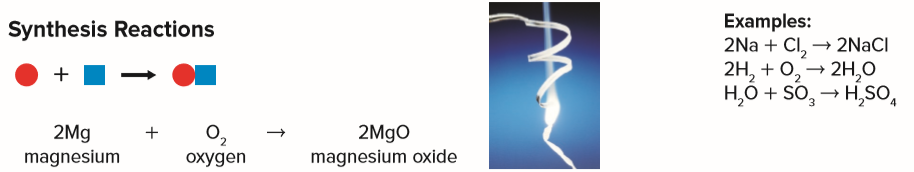 Synthesis Reactions
+ →
2Mg + O₂ → 2MgO
magnesium oxygen magnesium oxide
Examples:
2Na + Cl₂ → 2NaCl
2H₂ + O₂ → 2H₂O
H₂O + SO₃ → H₂SO₄